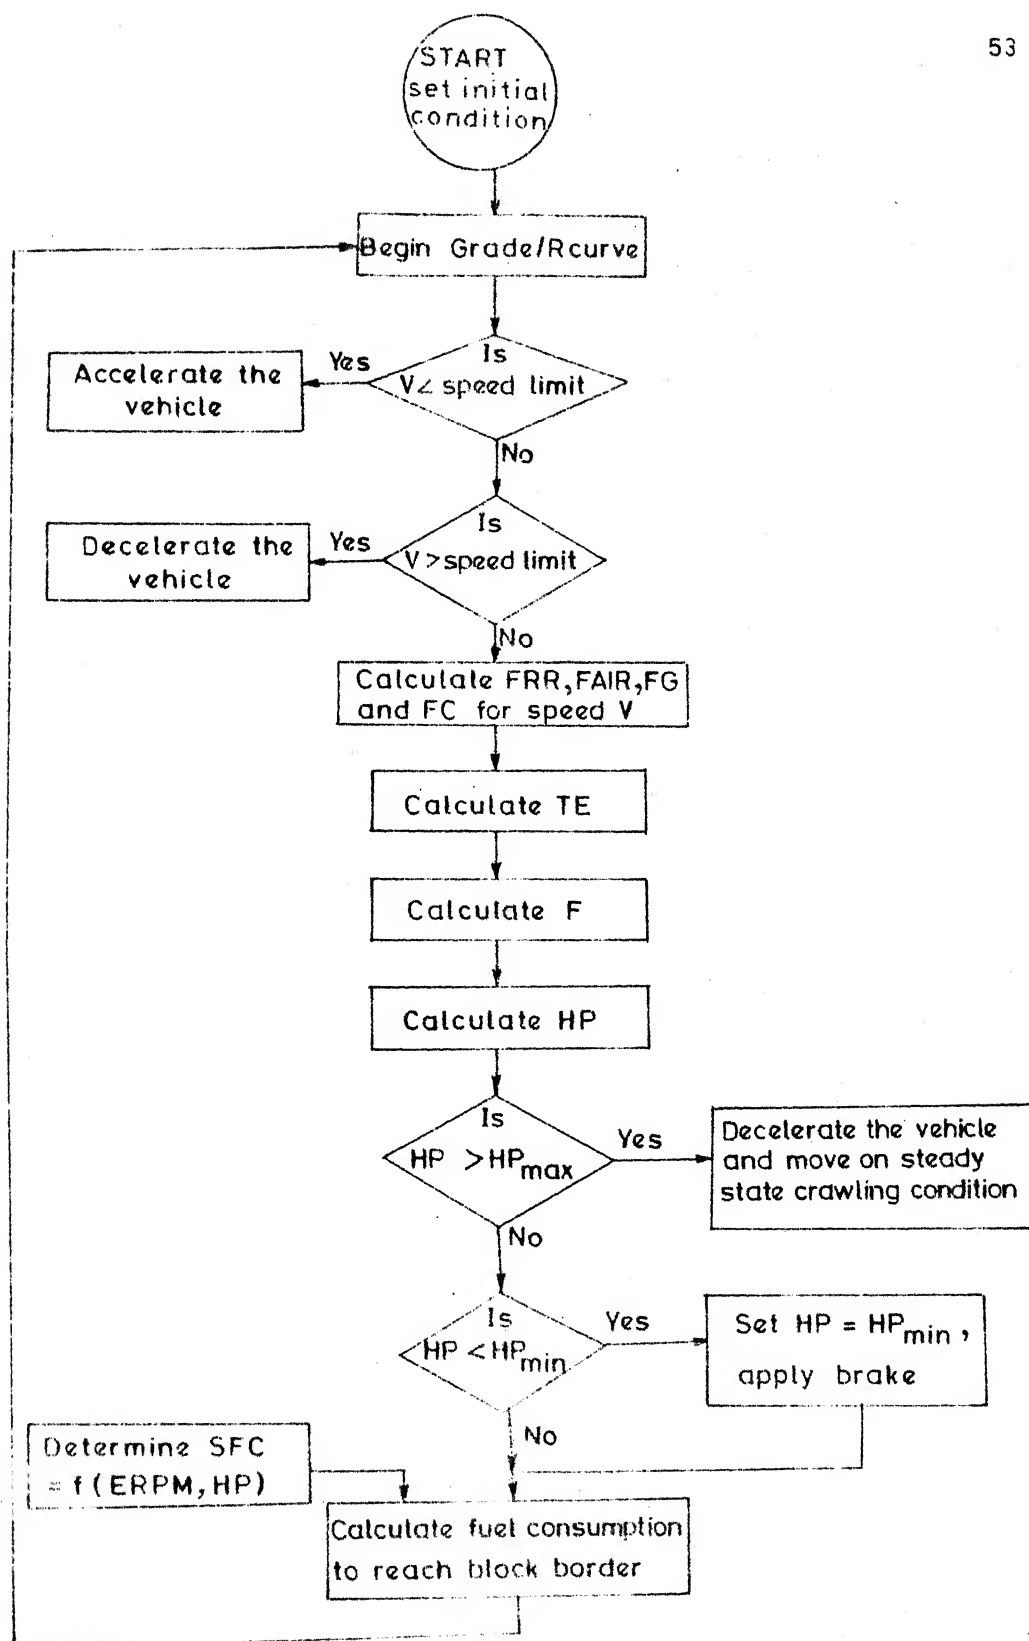 53
START
set initial
condition
Begin Grade/Rcurve
Is
V< speed limit
Yes
Accelerate the
vehicle
No
Is
V > speed limit
Yes
Decelerate the
vehicle
No
Calculate FRR,FAIR,FG
and FC for speed V
Calculate TE
Calculate F
Calculate HP
Is
HP > HPmax
Yes
Decelerate the vehicle
and move on steady
state crawling condition
No
Is
HP < HPmin
Yes
Set HP = HPmin ,
apply brake
No
Determine SFC
= f ( ERPM, HP)
Calculate fuel consumption
to reach block border